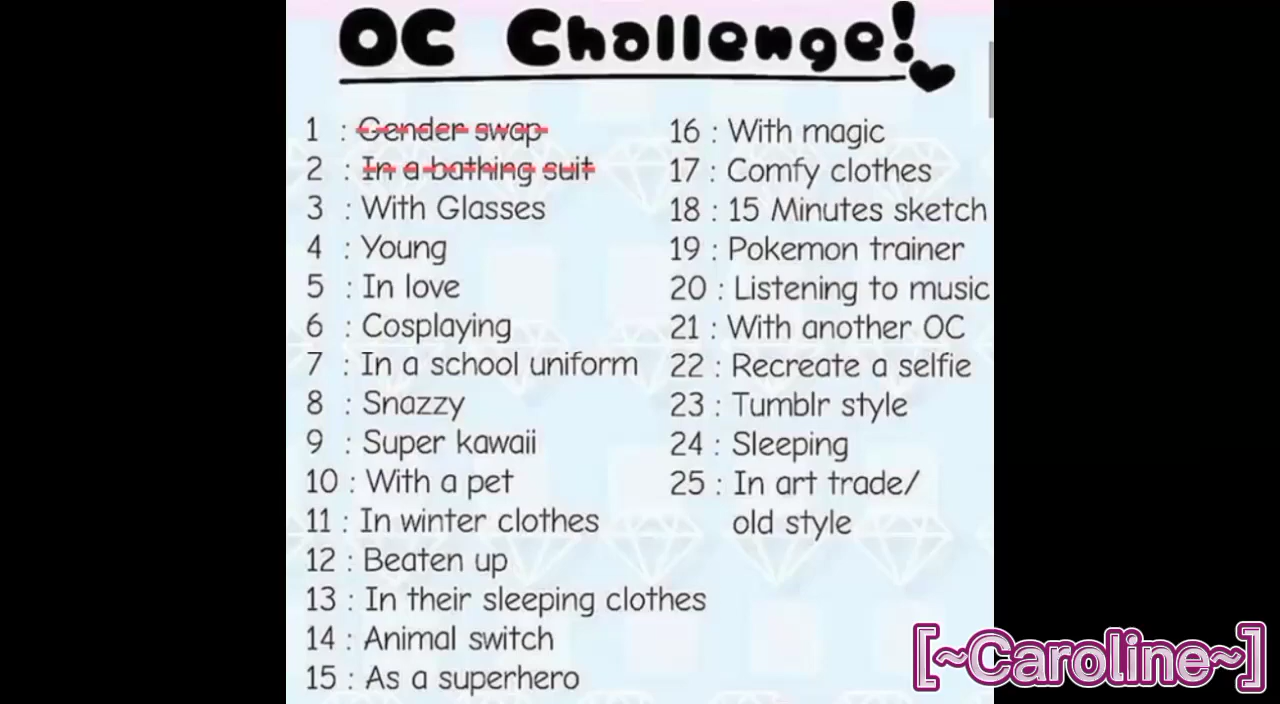 OC Challenge!
1 : Gender swap
2 : In a bathing suit
3 : With Glasses
4 : Young
5 : In love
6 : Cosplaying
7 : In a school uniform
8 : Snazzy
9 : Super kawaii
10 : With a pet
11 : In winter clothes
12 : Beaten up
13 : In their sleeping clothes
14 : Animal switch
15 : As a superhero
16 : With magic
17 : Comfy clothes
18 : 15 Minutes sketch
19 : Pokemon trainer
20 : Listening to music
21 : With another OC
22 : Recreate a selfie
23 : Tumblr style
24 : Sleeping
25 : In art trade/
old style
[~Caroline~]